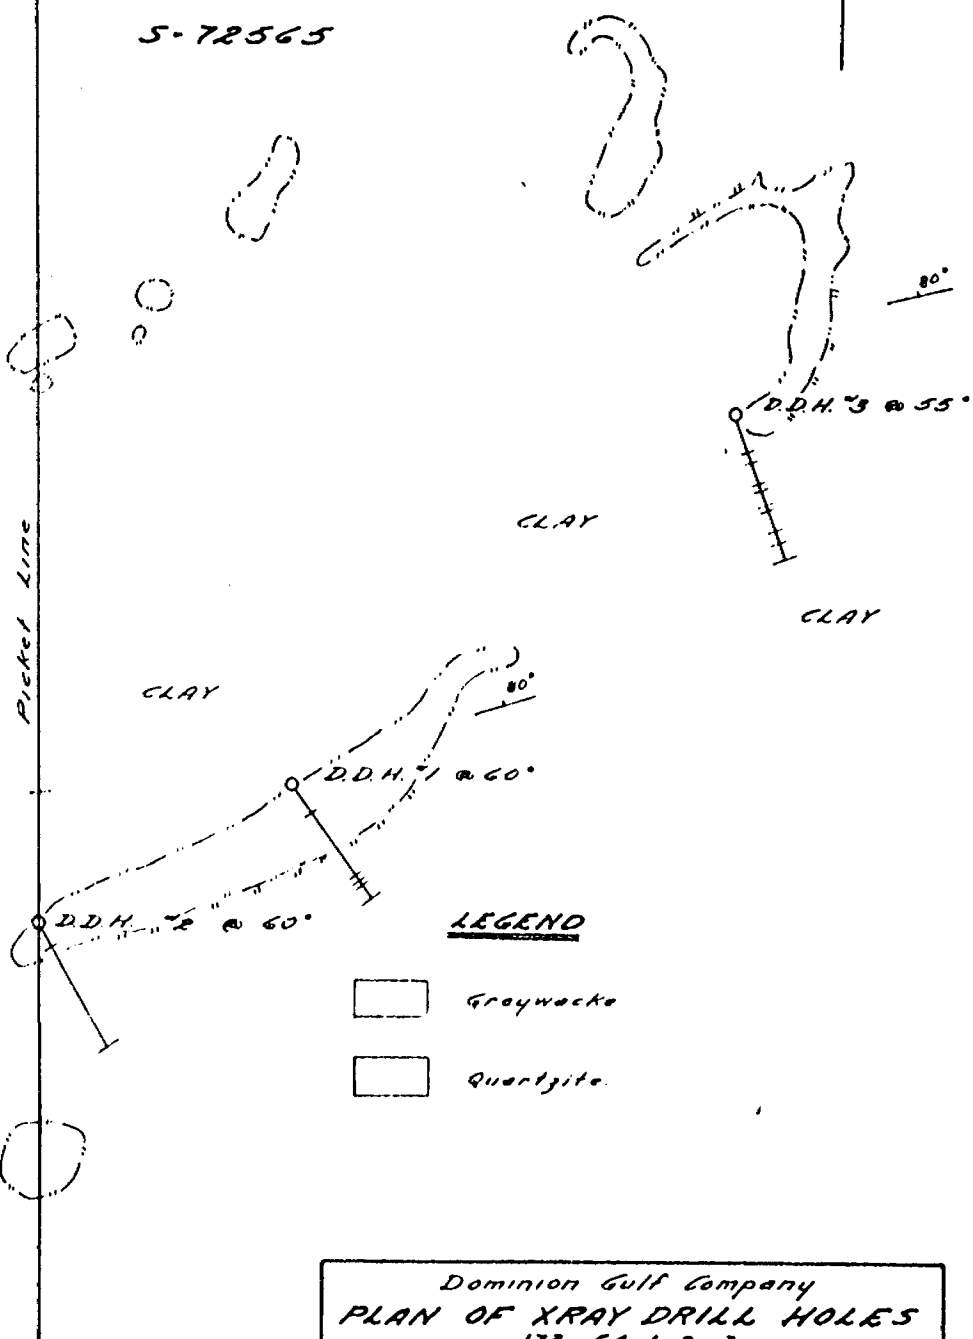 S-72565
80°
D.D.H. #3 @ 55°
CLAY
CLAY
Picket Line
CLAY
80°
D.D.H. #1 @ 60°
D.D.H. #2 @ 60°
LEGEND
Greywacke
Quartzite
Dominion Gulf Company
PLAN OF XRAY DRILL HOLES